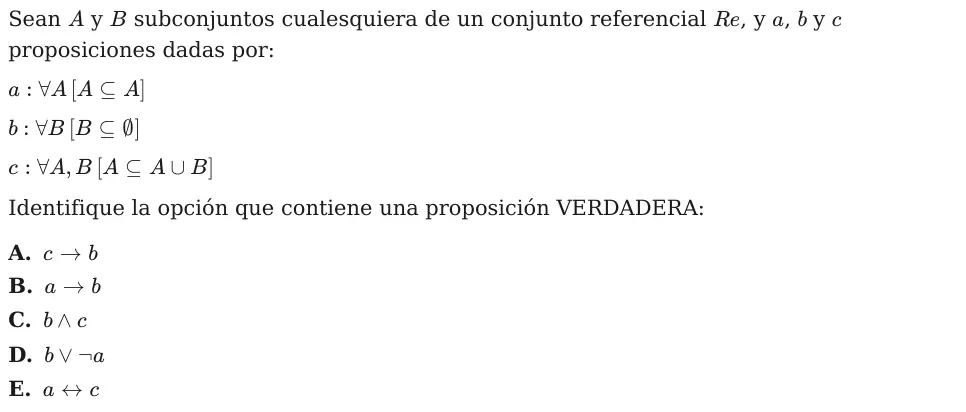 Sean A y B subconjuntos cualesquiera de un conjunto referencial Re, y a, b y c
proposiciones dadas por:
a : ∀A [A ⊆ A]
b : ∀B [B ⊆ ∅]
c : ∀A, B [A ⊆ A ∪ B]
Identifique la opción que contiene una proposición VERDADERA:
A. c → b
B. a → b
C. b ∧ c
D. b ∨ ¬a
E. a ↔ c